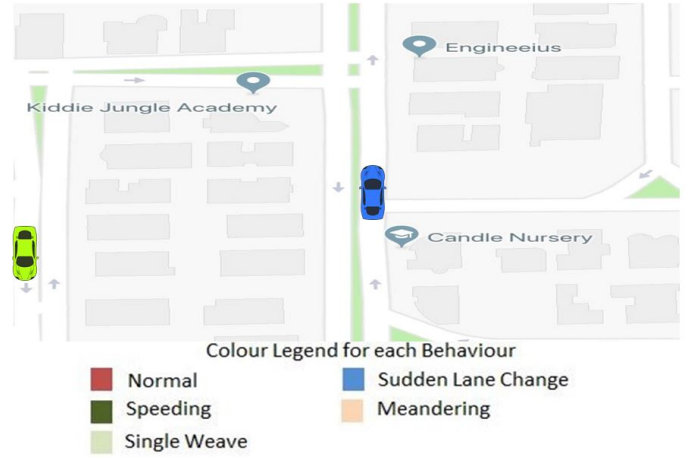 Engineeius
Kiddie Jungle Academy
Candle Nursery
Colour Legend for each Behaviour
Normal
Sudden Lane Change
Speeding
Meandering
Single Weave